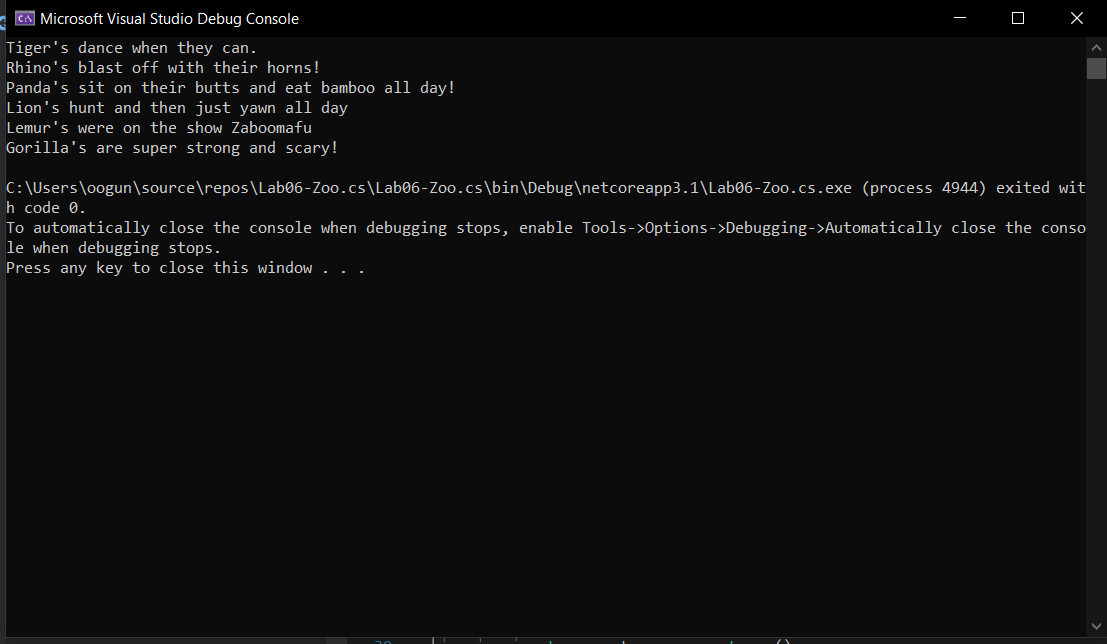 Microsoft Visual Studio Debug Console
Tiger's dance when they can.
Rhino's blast off with their horns!
Panda's sit on their butts and eat bamboo all day!
Lion's hunt and then just yawn all day
Lemur's were on the show Zaboomafu
Gorilla's are super strong and scary!
C:\Users\oogun\source\repos\Lab06-Zoo.cs\Lab06-Zoo.cs\bin\Debug\netcoreapp3.1\Lab06-Zoo.cs.exe (process 4944) exited wit
h code 0.
To automatically close the console when debugging stops, enable Tools->Options->Debugging->Automatically close the conso
le when debugging stops.
Press any key to close this window . . .